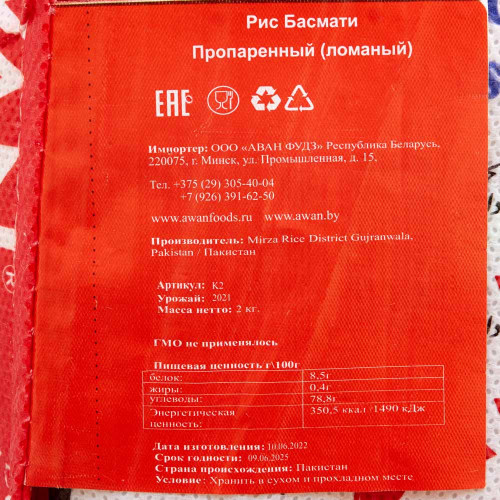 Рис Басмати
Пропаренный (ломаный)
EAC
Импортер: ООО «АВАН ФУДЗ» Республика Беларусь,
220075, г. Минск, ул. Промышленная, д. 15,
Тел. +375 (29) 305-40-04
+7 (926) 391-62-50
www.awanfoods.ru www.awan.by
Производитель: Mirza Rice District Gujranwala,
Pakistan / Пакистан
Артикул: K2
Урожай: 2021
Масса нетто: 2 кг.
ГМО не применялось
Пищевая ценность г\100г
белок: 8,5г
жиры: 0,4г
углеводы: 78,8г
Энергетическая 350,5 ккал /1490 кДж
ценность:
Дата изготовления: 10.06.2022
Срок годности: 09.06.2025
Страна происхождения: Пакистан
Условие: Хранить в сухом и прохладном месте